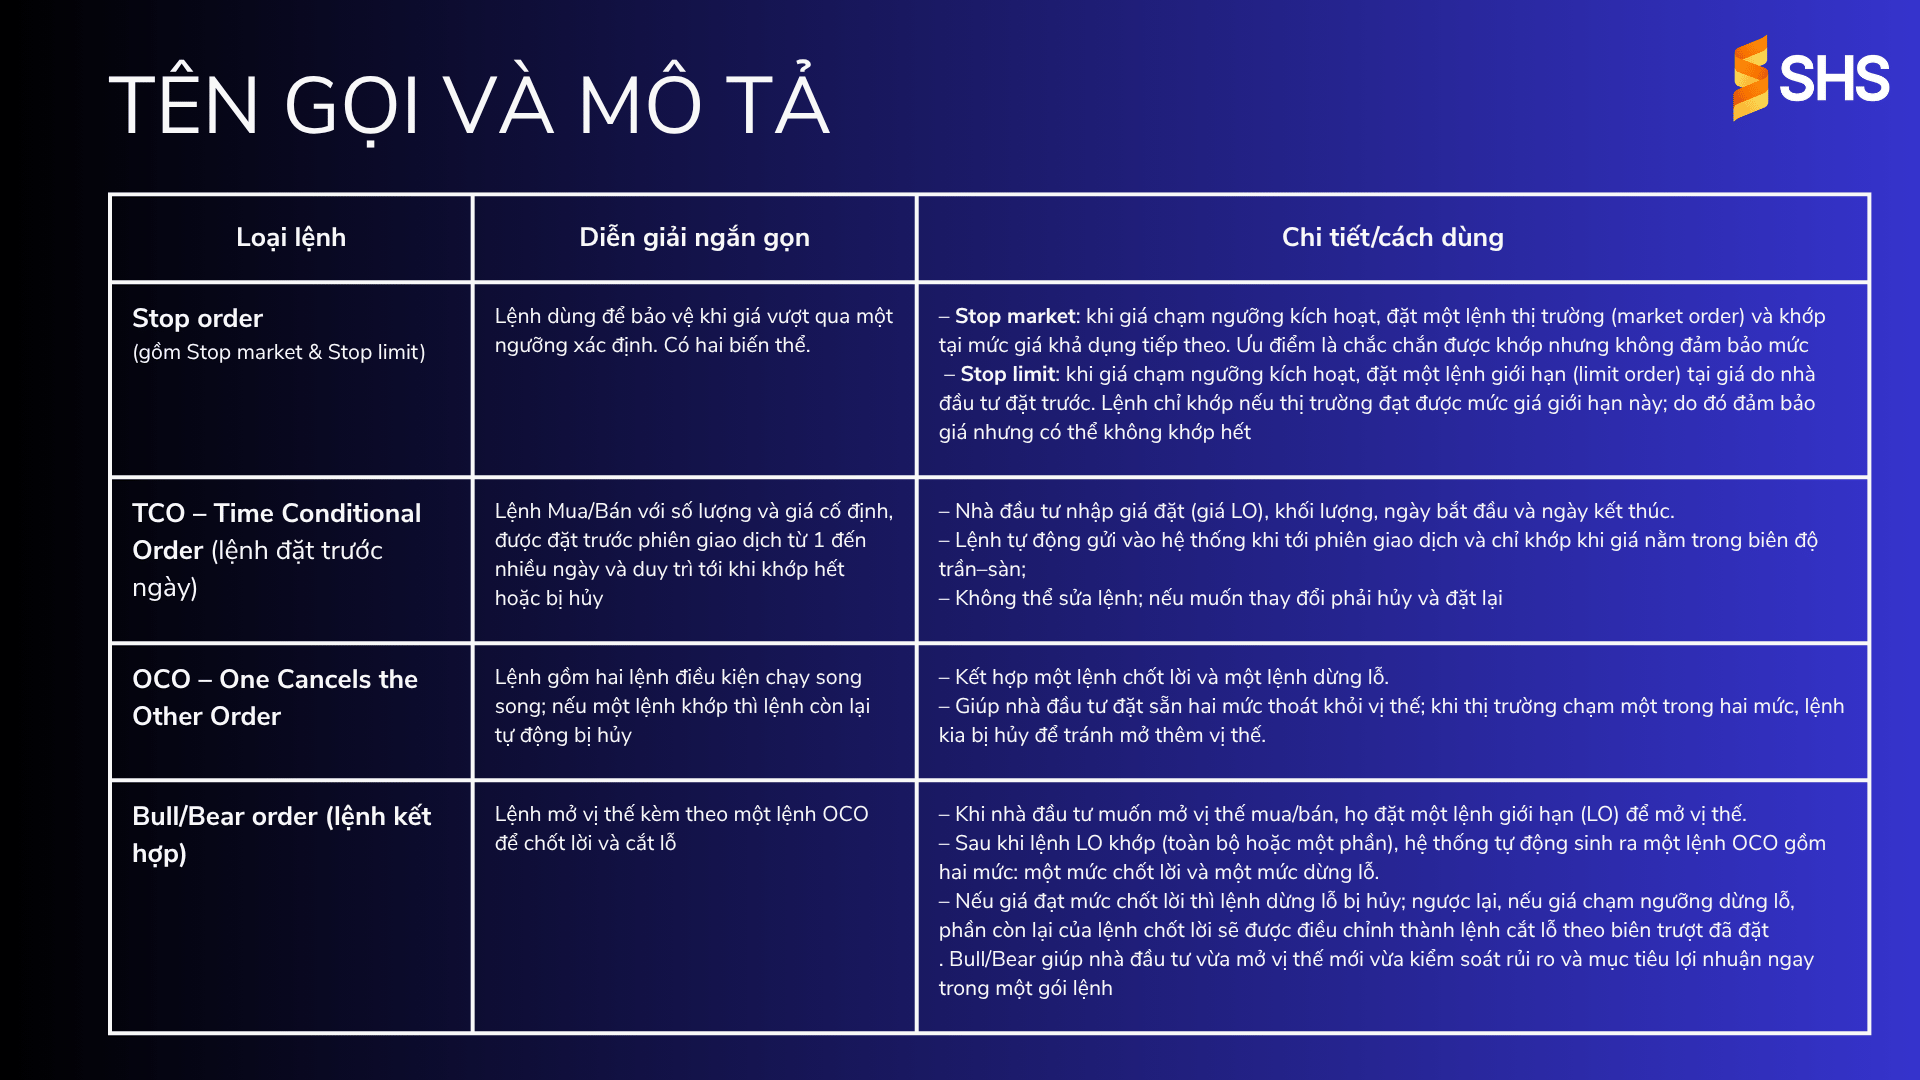 TÊN GỌI VÀ MÔ TẢ
SHS
Loại lệnh
Diễn giải ngắn gọn
Chi tiết/cách dùng
Stop order
(gồm Stop market & Stop limit)
Lệnh dùng để bảo vệ khi giá vượt qua một
ngưỡng xác định. Có hai biến thể.
– Stop market: khi giá chạm ngưỡng kích hoạt, đặt một lệnh thị trường (market order) và khớp
tại mức giá khả dụng tiếp theo. Ưu điểm là chắc chắn được khớp nhưng không đảm bảo mức
– Stop limit: khi giá chạm ngưỡng kích hoạt, đặt một lệnh giới hạn (limit order) tại giá do nhà
đầu tư đặt trước. Lệnh chỉ khớp nếu thị trường đạt được mức giá giới hạn này; do đó đảm bảo
giá nhưng có thể không khớp hết
TCO – Time Conditional
Order (lệnh đặt trước
ngày)
Lệnh Mua/Bán với số lượng và giá cố định,
được đặt trước phiên giao dịch từ 1 đến
nhiều ngày và duy trì tới khi khớp hết
hoặc bị hủy
– Nhà đầu tư nhập giá đặt (giá LO), khối lượng, ngày bắt đầu và ngày kết thúc.
– Lệnh tự động gửi vào hệ thống khi tới phiên giao dịch và chỉ khớp khi giá nằm trong biên độ
trần–sàn;
– Không thể sửa lệnh; nếu muốn thay đổi phải hủy và đặt lại
OCO – One Cancels the
Other Order
Lệnh gồm hai lệnh điều kiện chạy song
song; nếu một lệnh khớp thì lệnh còn lại
tự động bị hủy
– Kết hợp một lệnh chốt lời và một lệnh dừng lỗ.
– Giúp nhà đầu tư đặt sẵn hai mức thoát khỏi vị thế; khi thị trường chạm một trong hai mức, lệnh
kia bị hủy để tránh mở thêm vị thế.
Bull/Bear order (lệnh kết
hợp)
Lệnh mở vị thế kèm theo một lệnh OCO
để chốt lời và cắt lỗ
– Khi nhà đầu tư muốn mở vị thế mua/bán, họ đặt một lệnh giới hạn (LO) để mở vị thế.
– Sau khi lệnh LO khớp (toàn bộ hoặc một phần), hệ thống tự động sinh ra một lệnh OCO gồm
hai mức: một mức chốt lời và một mức dừng lỗ.
– Nếu giá đạt mức chốt lời thì lệnh dừng lỗ bị hủy; ngược lại, nếu giá chạm ngưỡng dừng lỗ,
phần còn lại của lệnh chốt lời sẽ được điều chỉnh thành lệnh cắt lỗ theo biên trượt đã đặt
. Bull/Bear giúp nhà đầu tư vừa mở vị thế mới vừa kiểm soát rủi ro và mục tiêu lợi nhuận ngay
trong một gói lệnh